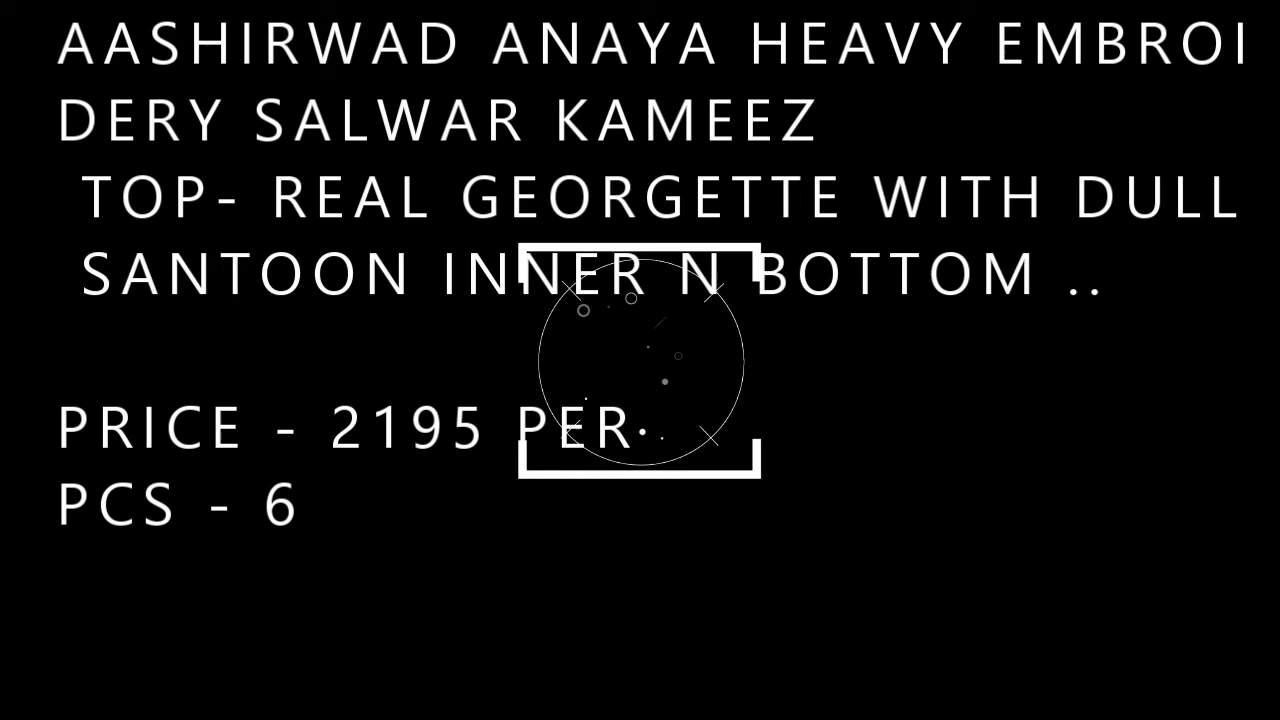 AASHIRWAD ANAYA HEAVY EMBROI
DERY SALWAR KAMEEZ
TOP- REAL GEORGETTE WITH DULL
SANTOON INNER N BOTTOM ..
PRICE - 2195 PER
PCS - 6